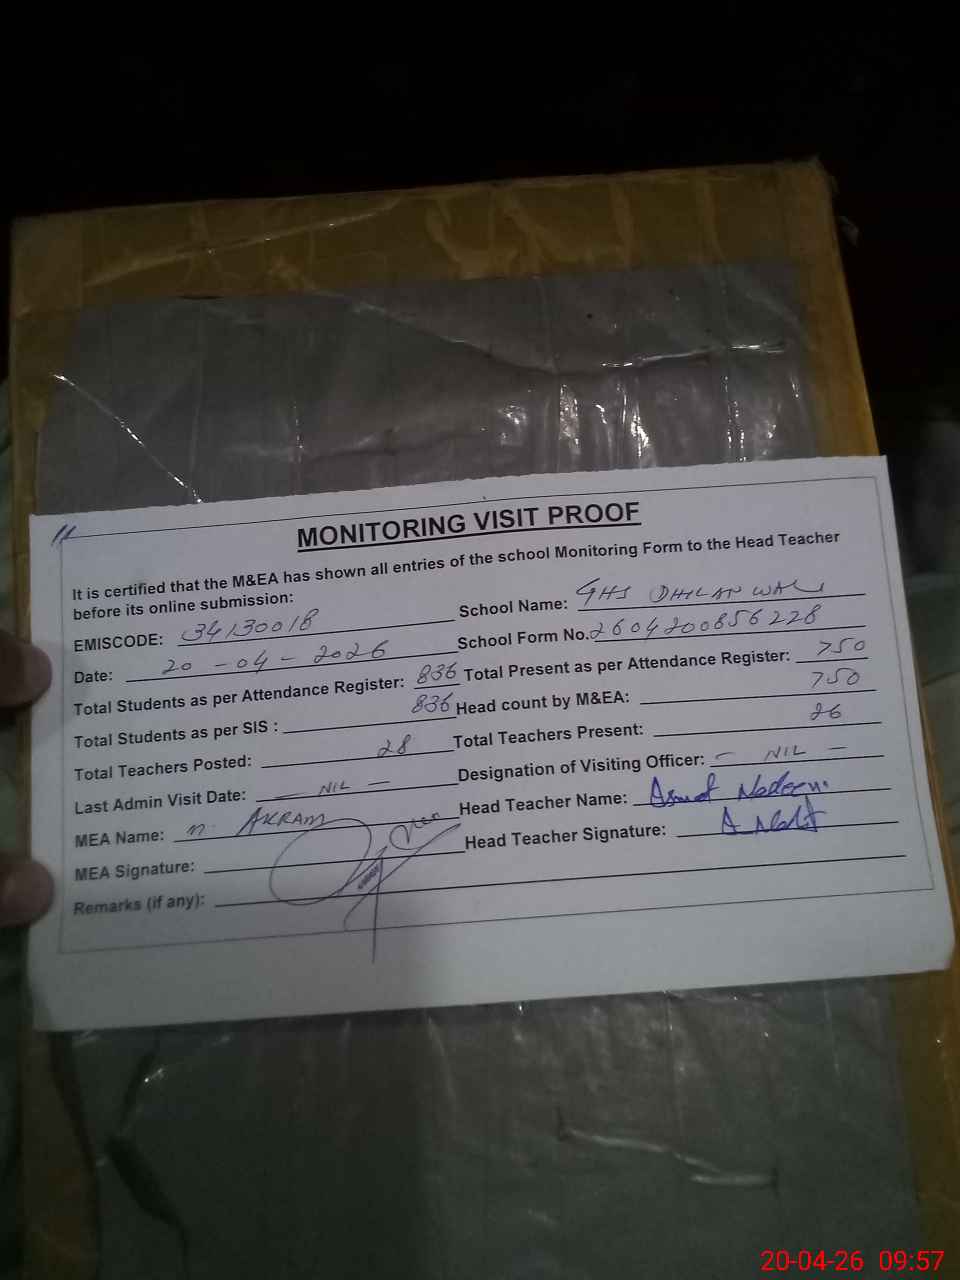 11
MONITORING VISIT PROOF
It is certified that the M&EA has shown all entries of the school Monitoring Form to the Head Teacher
before its online submission:
EMISCODE: 34130018 School Name: GHS DHILANWALI
Date: 20-04-2026 School Form No. 2604200856228
Total Students as per Attendance Register: 836 Total Present as per Attendance Register: 750
Total Students as per SIS : 836 Head count by M&EA: 750
Total Teachers Posted: 28 Total Teachers Present: 26
Last Admin Visit Date: - NIL - Designation of Visiting Officer: - NIL -
MEA Name: M. AKRAM Head Teacher Name: Nadeem
MEA Signature: Head Teacher Signature:
Remarks (if any):
20-04-26 09:57